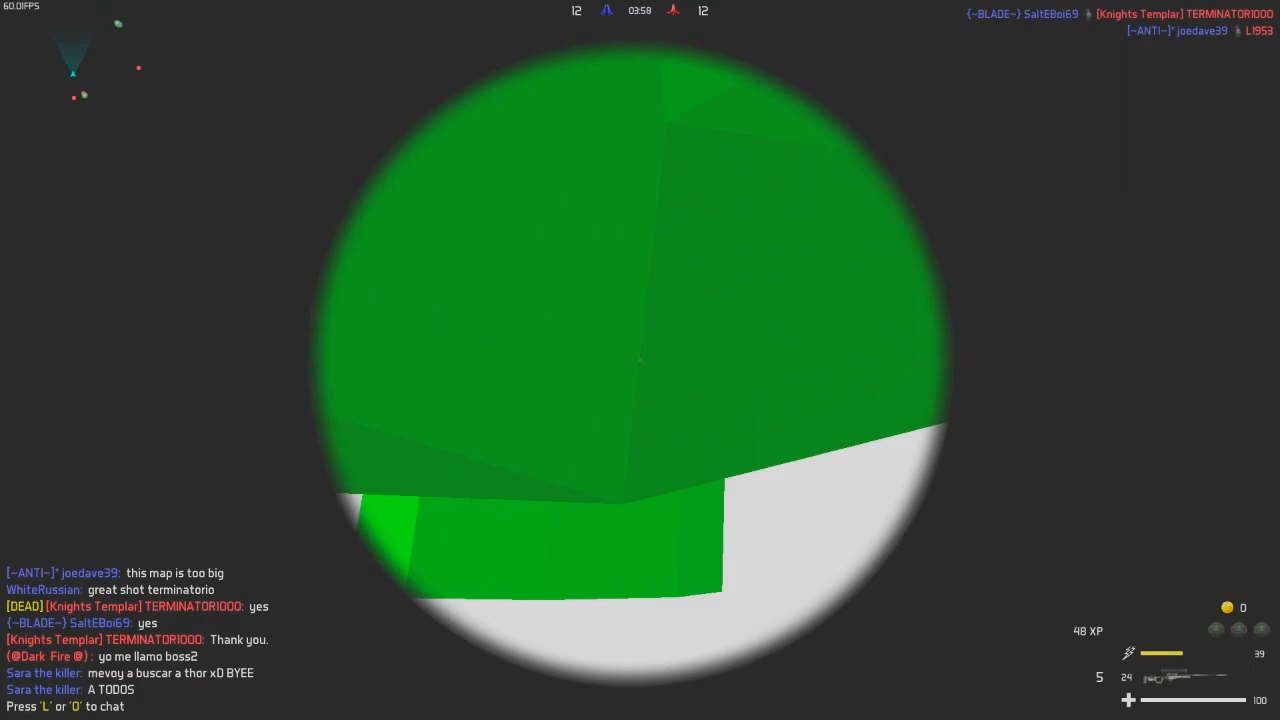 60.01FPS
12 03:58 12
{~BLADE~} SaltEBoi69 [Knights Templar] TERMINATOR1000
[~ANTI~]* joedave39 L1953
[~ANTI~]* joedave39: this map is too big
WhiteRussian: great shot terminatorio
[DEAD] [Knights Templar] TERMINATOR1000: yes
{~BLADE~} SaltEBoi69: yes
[Knights Templar] TERMINATOR1000: Thank you.
(@Dark Fire @) : yo me llamo boss2
Sara the killer: mevoy a buscar a thor xD BYEE
Sara the killer: A TODOS
Press 'L' or 'O' to chat
0
48 XP
39
5 24
100